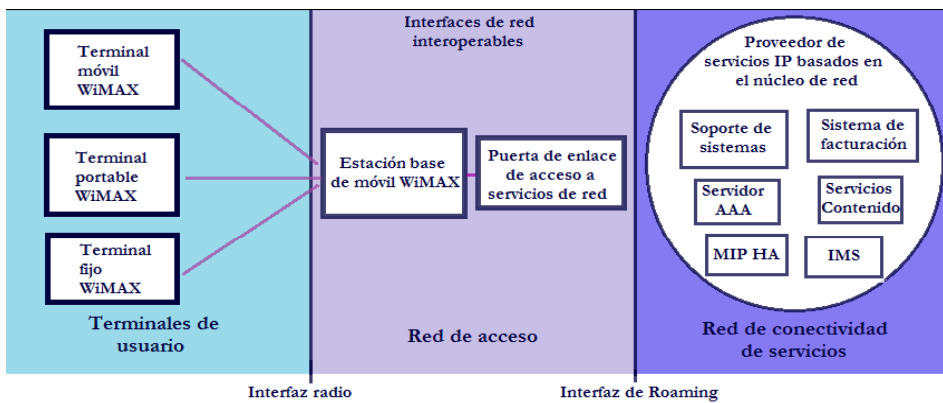 Terminal
móvil
WiMAX
Terminal
portable
WiMAX
Terminal
fijo
WiMAX
Terminales de
usuario
Interfaces de red
interoperables
Estación base
de móvil WiMAX
Puerta de enlace
de acceso a
servicios de red
Red de acceso
Proveedor de
servicios IP basados en
el núcleo de red
Soporte de
sistemas
Sistema de
facturación
Servidor
AAA
Servicios
Contenido
MIP HA
IMS
Red de conectividad
de servicios
Interfaz radio
Interfaz de Roaming